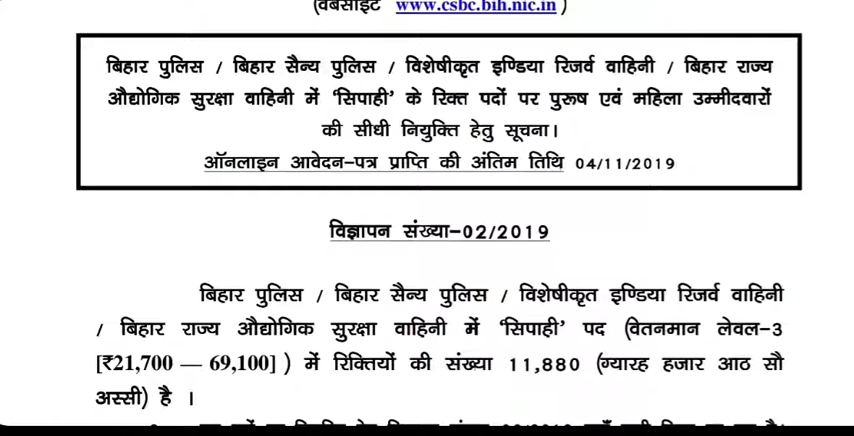 (वेबसाईट www.csbc.bih.nic.in )
बिहार पुलिस / बिहार सैन्य पुलिस / विशेषीकृत इण्डिया रिजर्व वाहिनी / बिहार राज्य
औद्योगिक सुरक्षा वाहिनी में 'सिपाही' के रिक्त पदों पर पुरूष एवं महिला उम्मीदवारों
की सीधी नियुक्ति हेतु सूचना।
ऑनलाइन आवेदन–पत्र प्राप्ति की अंतिम तिथि 04/11/2019
विज्ञापन संख्या–02/2019
बिहार पुलिस / बिहार सैन्य पुलिस / विशेषीकृत इण्डिया रिजर्व वाहिनी
/ बिहार राज्य औद्योगिक सुरक्षा वाहिनी में 'सिपाही' पद (वेतनमान लेवल–3
[₹21,700 — 69,100] ) में रिक्तियों की संख्या 11,880 (ग्यारह हजार आठ सौ
अस्सी) है ।